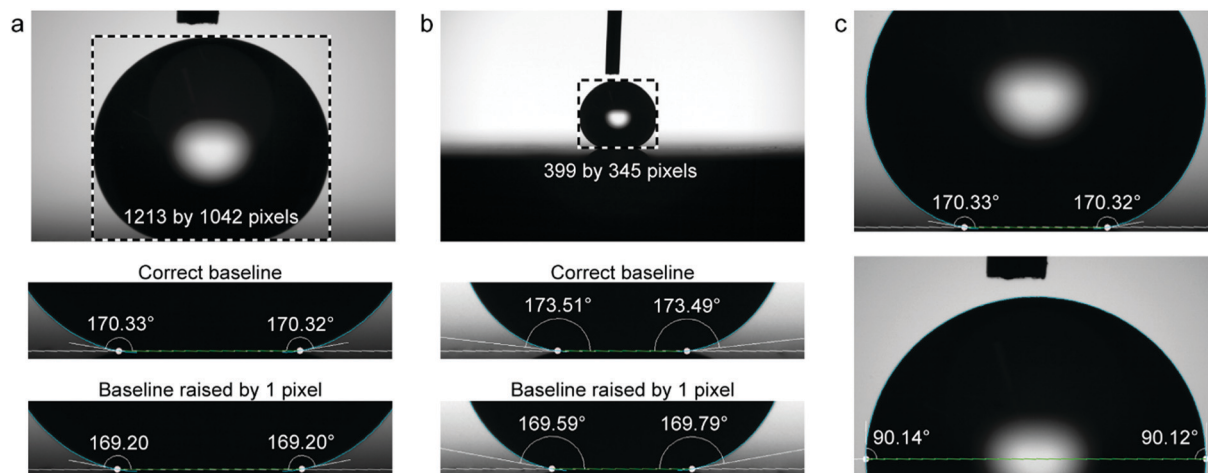 a
1213 by 1042 pixels
Correct baseline
170.33° 170.32°
Baseline raised by 1 pixel
169.20 169.20°
b
399 by 345 pixels
Correct baseline
173.51° 173.49°
Baseline raised by 1 pixel
169.59° 169.79°
c
170.33° 170.32°
90.14° 90.12°